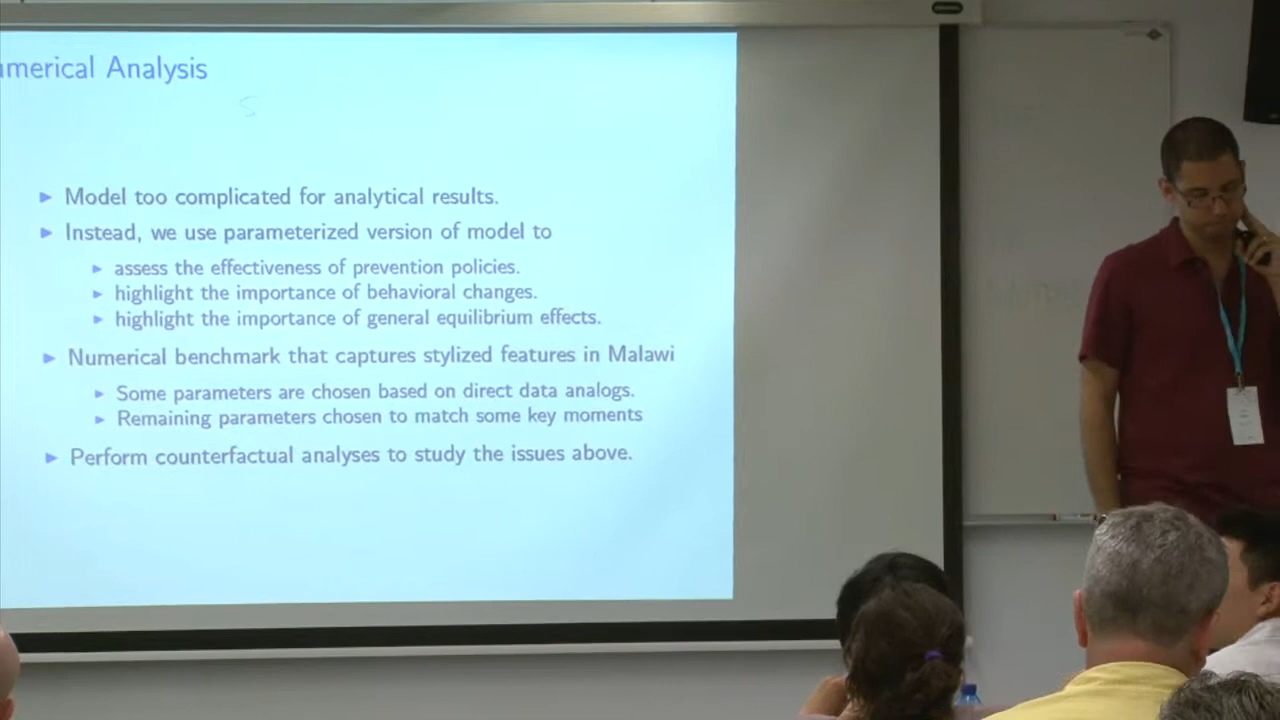 umerical Analysis
Model too complicated for analytical results.
Instead, we use parameterized version of model to
assess the effectiveness of prevention policies.
highlight the importance of behavioral changes.
highlight the importance of general equilibrium effects.
Numerical benchmark that captures stylized features in Malawi
Some parameters are chosen based on direct data analogs.
Remaining parameters chosen to match some key moments
Perform counterfactual analyses to study the issues above.